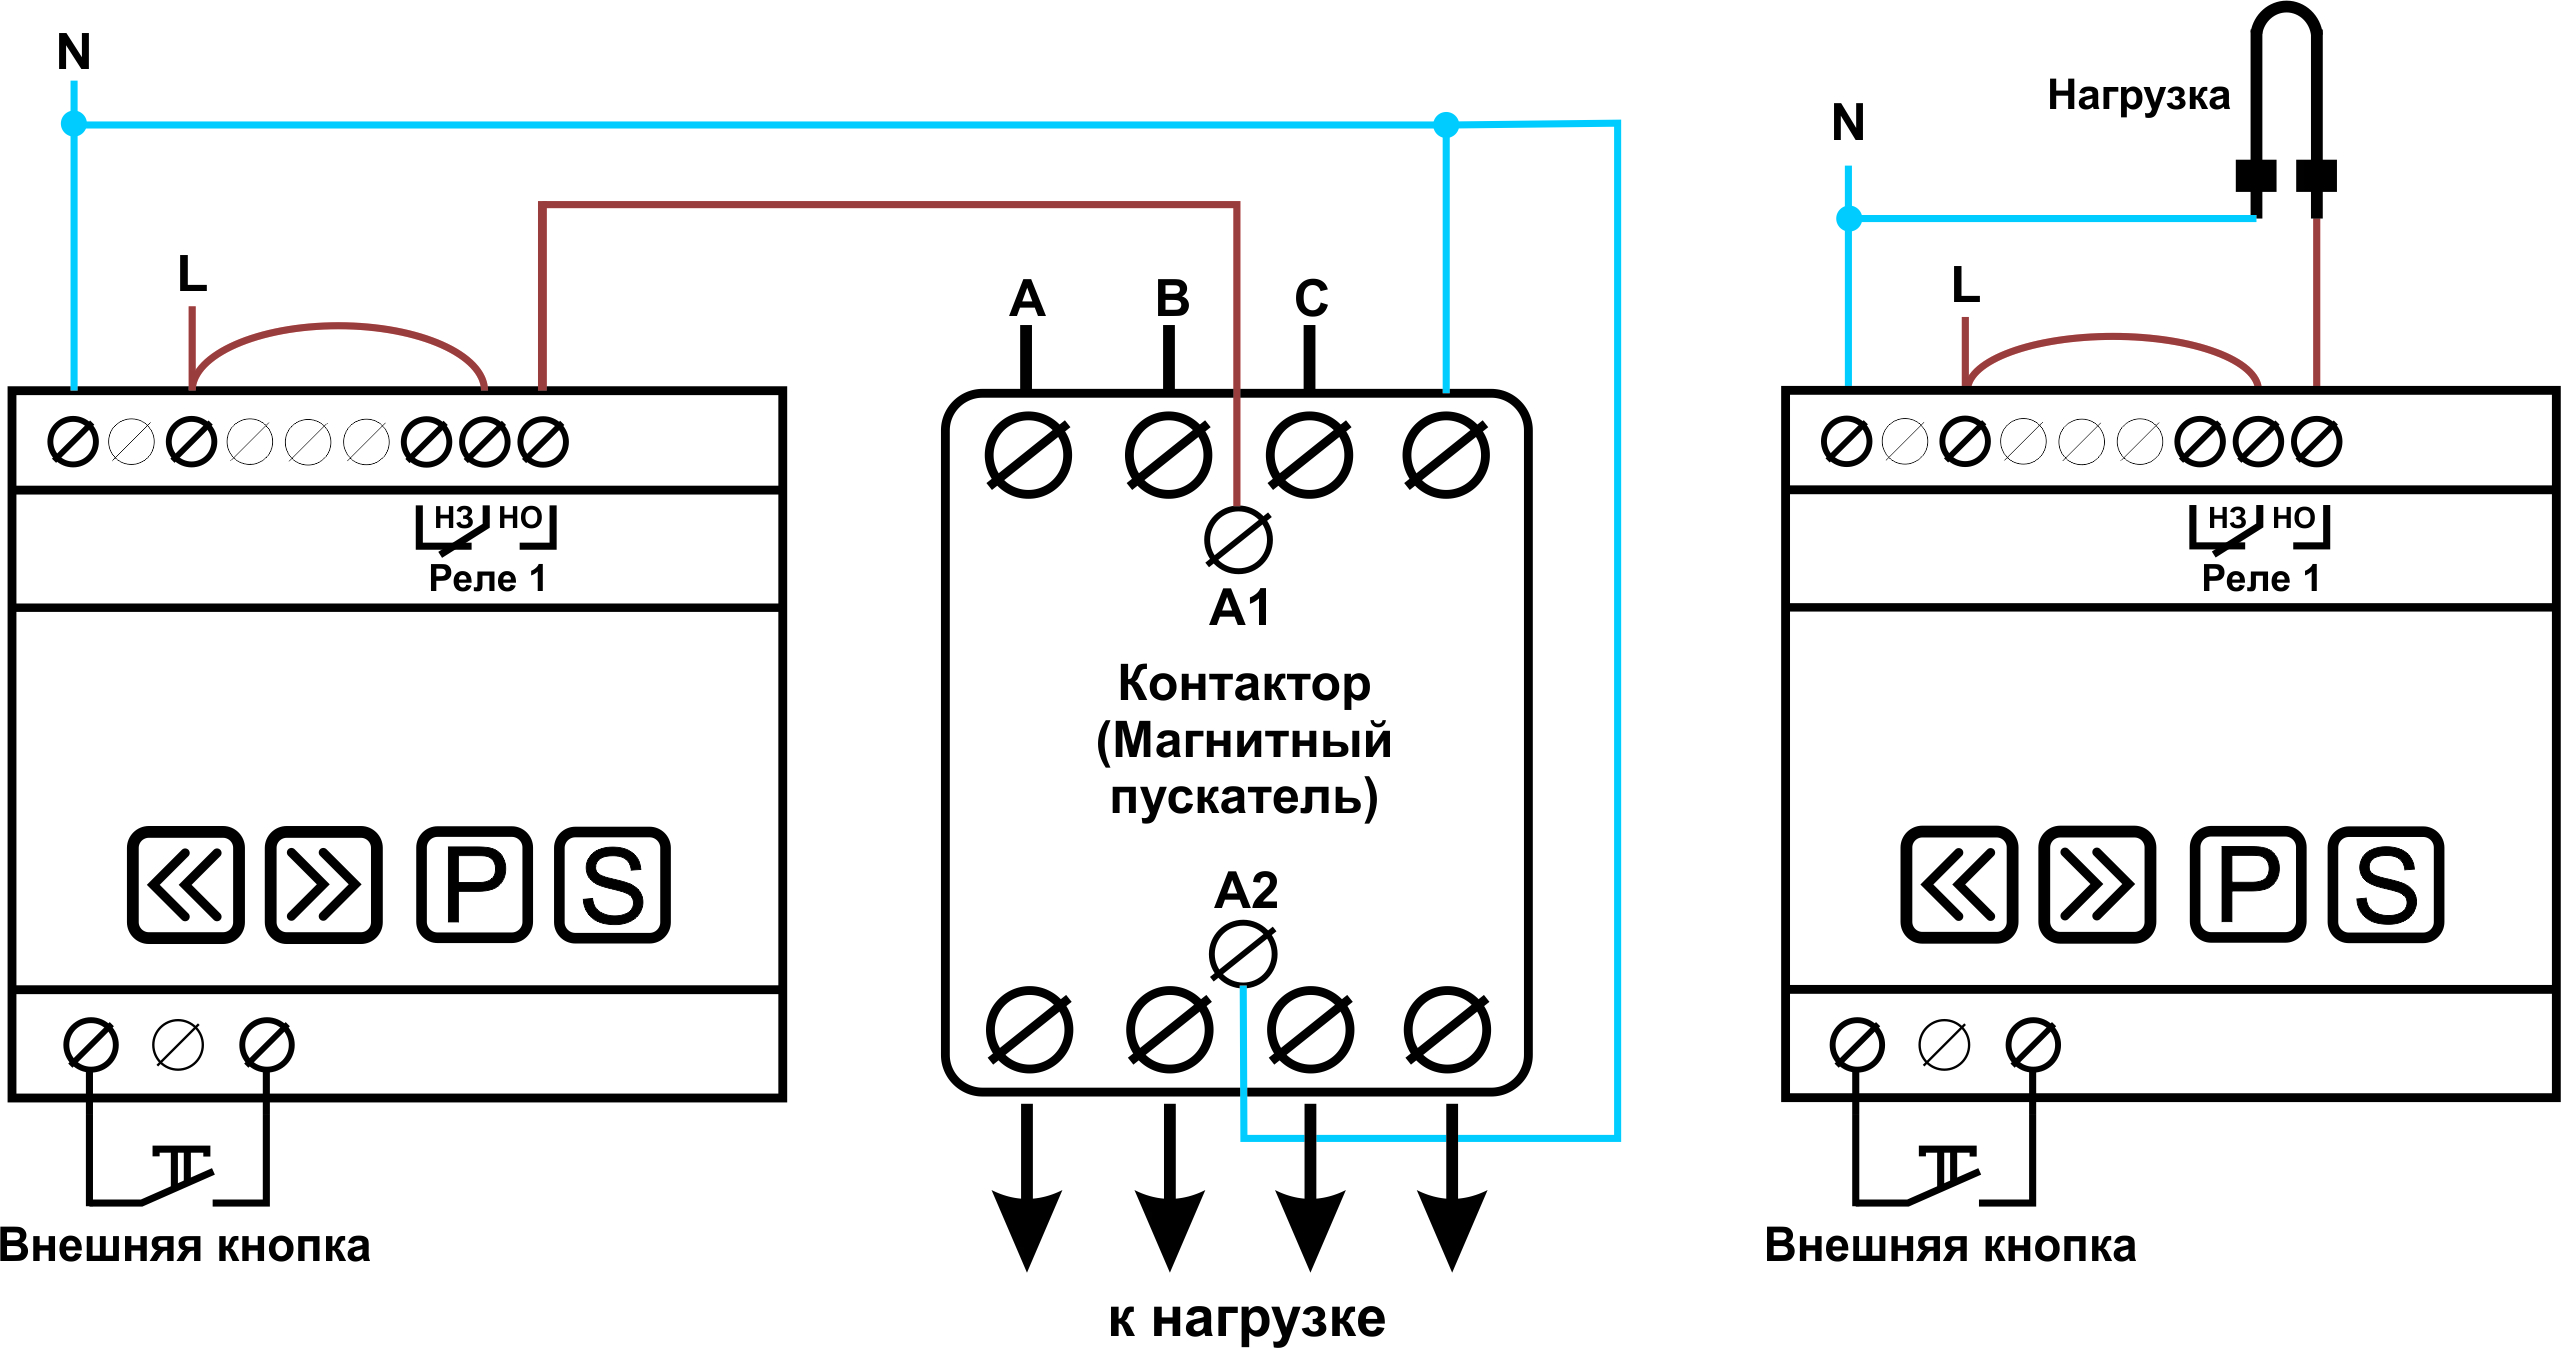 N
L
НЗ НО
Реле 1
P S
Внешняя кнопка
A B C
A1
Контактор
(Магнитный
пускатель)
A2
к нагрузке
Нагрузка
N
L
НЗ НО
Реле 1
P S
Внешняя кнопка